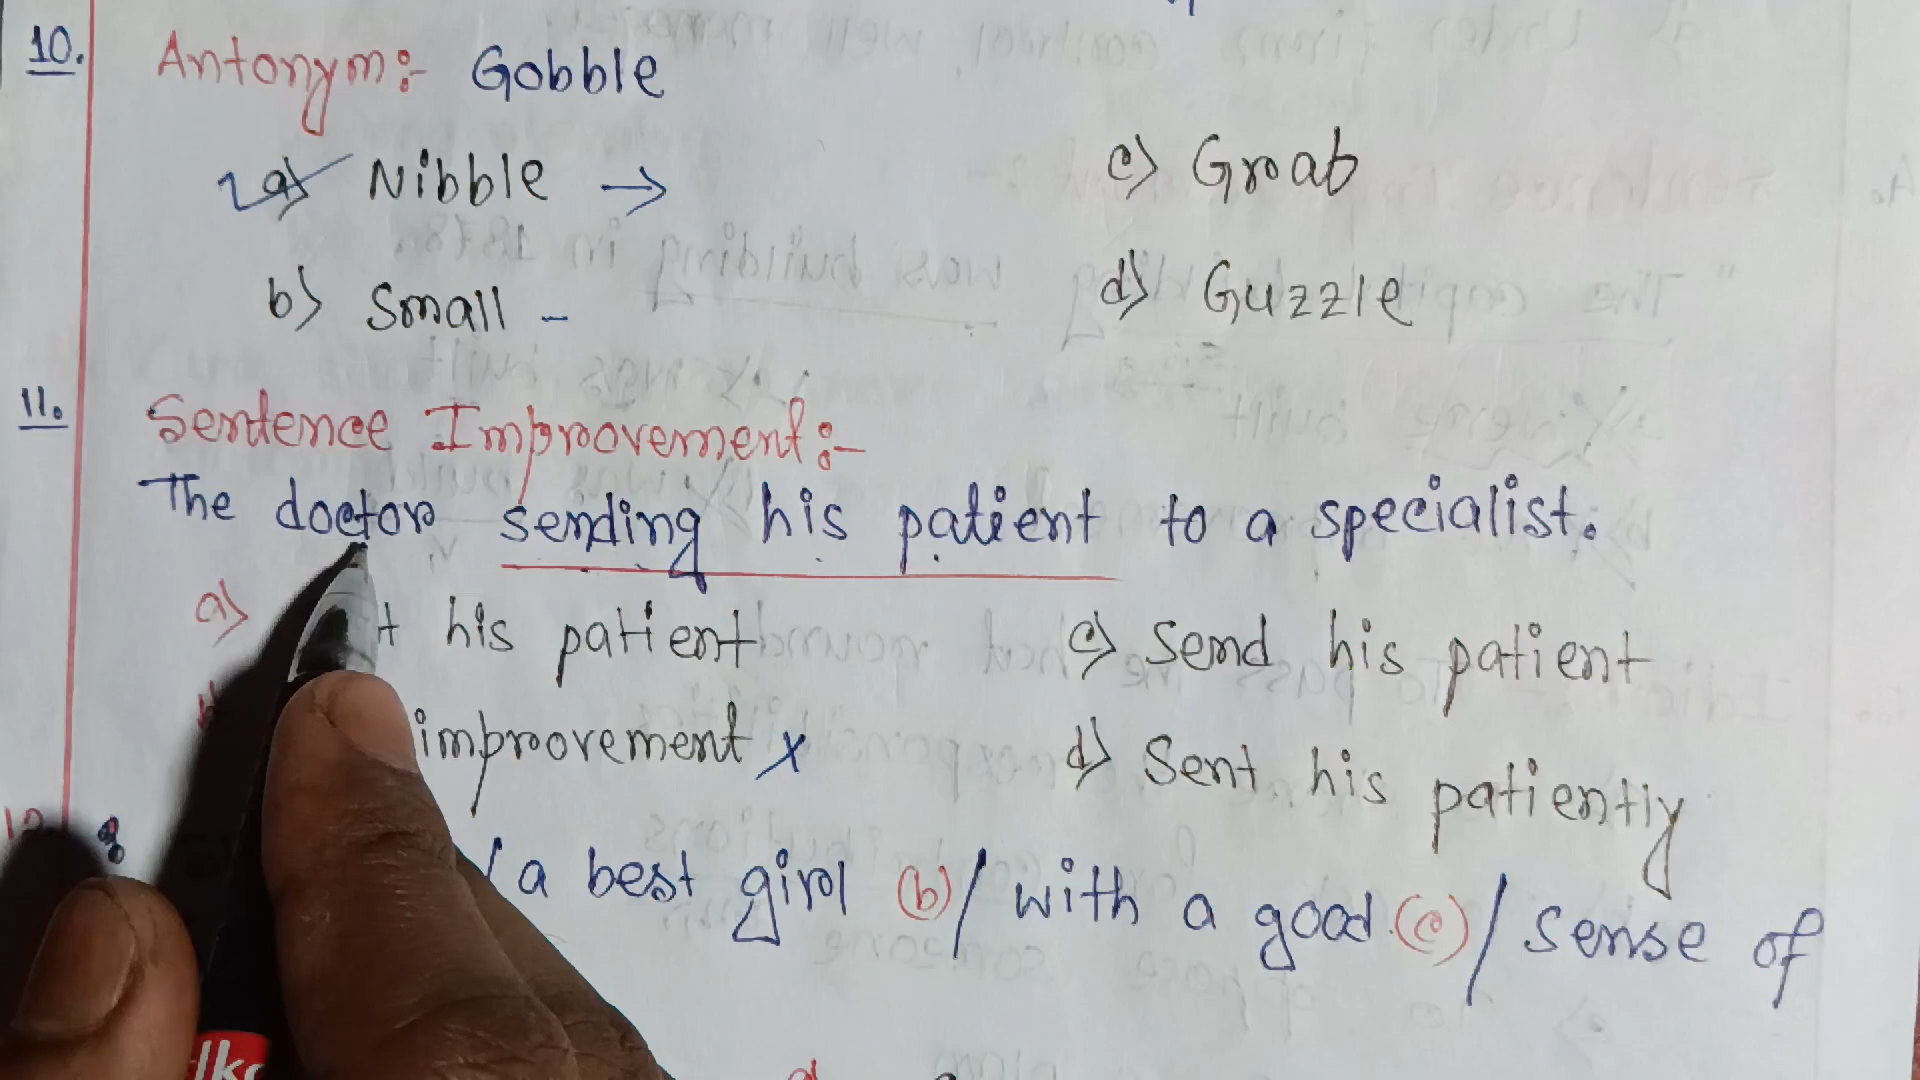 10. Antonym:- Gobble
a) Nibble →
c) Grab
b) Small -
d) Guzzle
11. Sentence Improvement:-
The doctor sending his patient to a specialist.
a) his patient
c) Send his patient
improvement x
d) Sent his patiently
/ a best girl (b) / with a good (c) / sense of